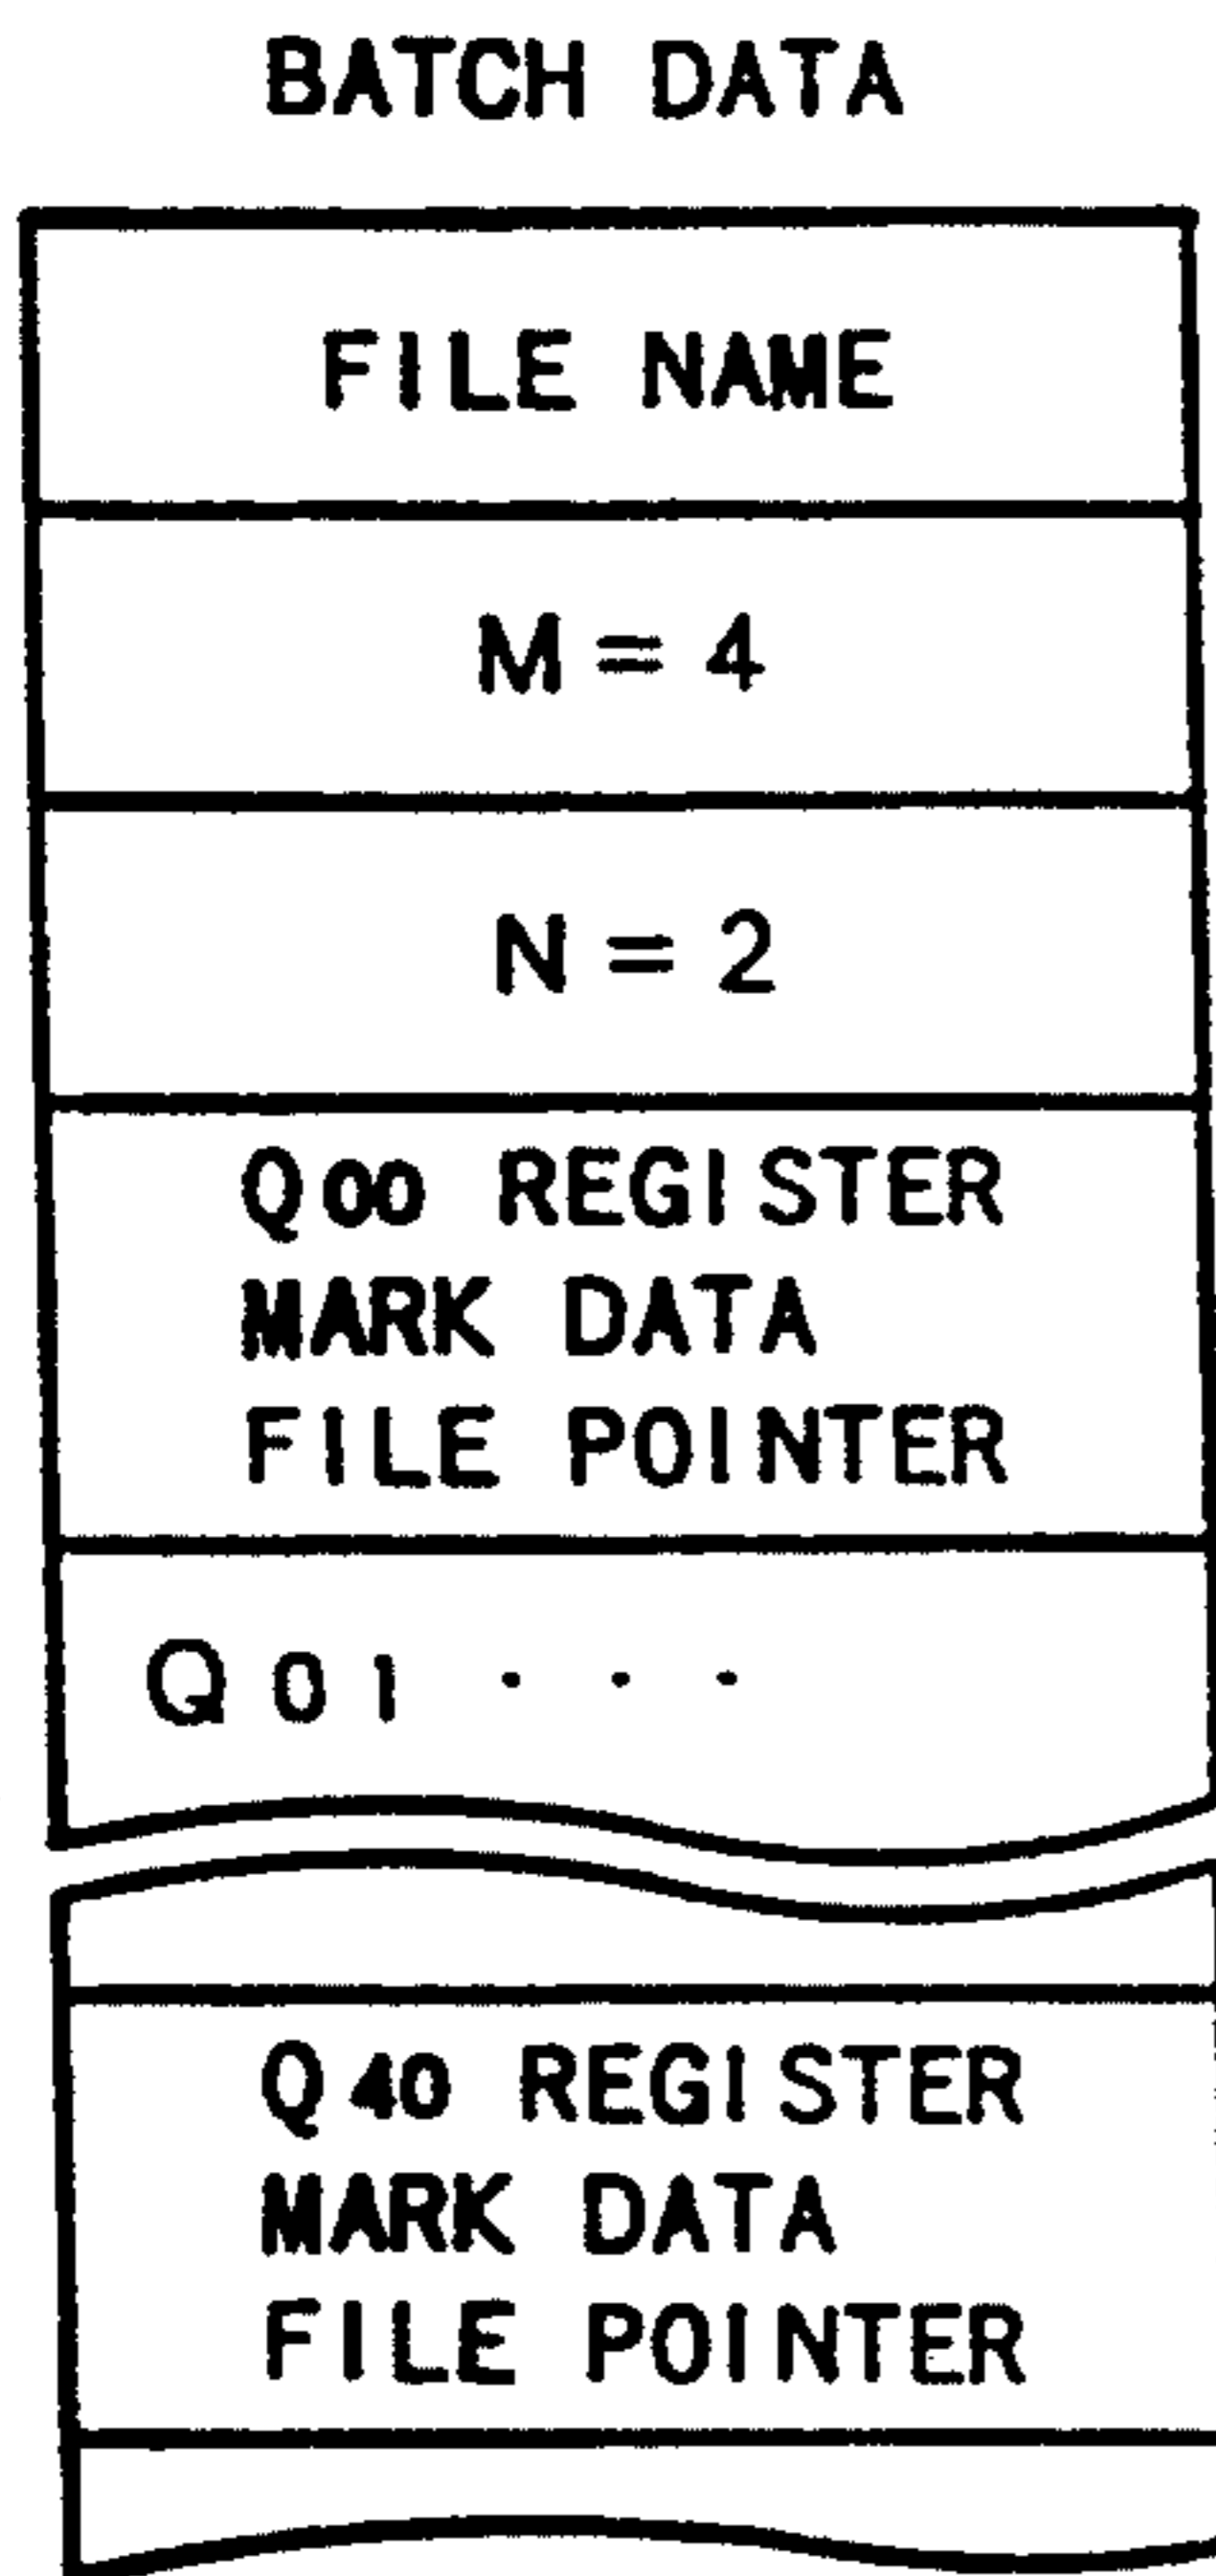 BATCH DATA
FILE NAME
M = 4
N = 2
Q00 REGISTER
MARK DATA
FILE POINTER
Q01 · · ·
Q40 REGISTER
MARK DATA
FILE POINTER